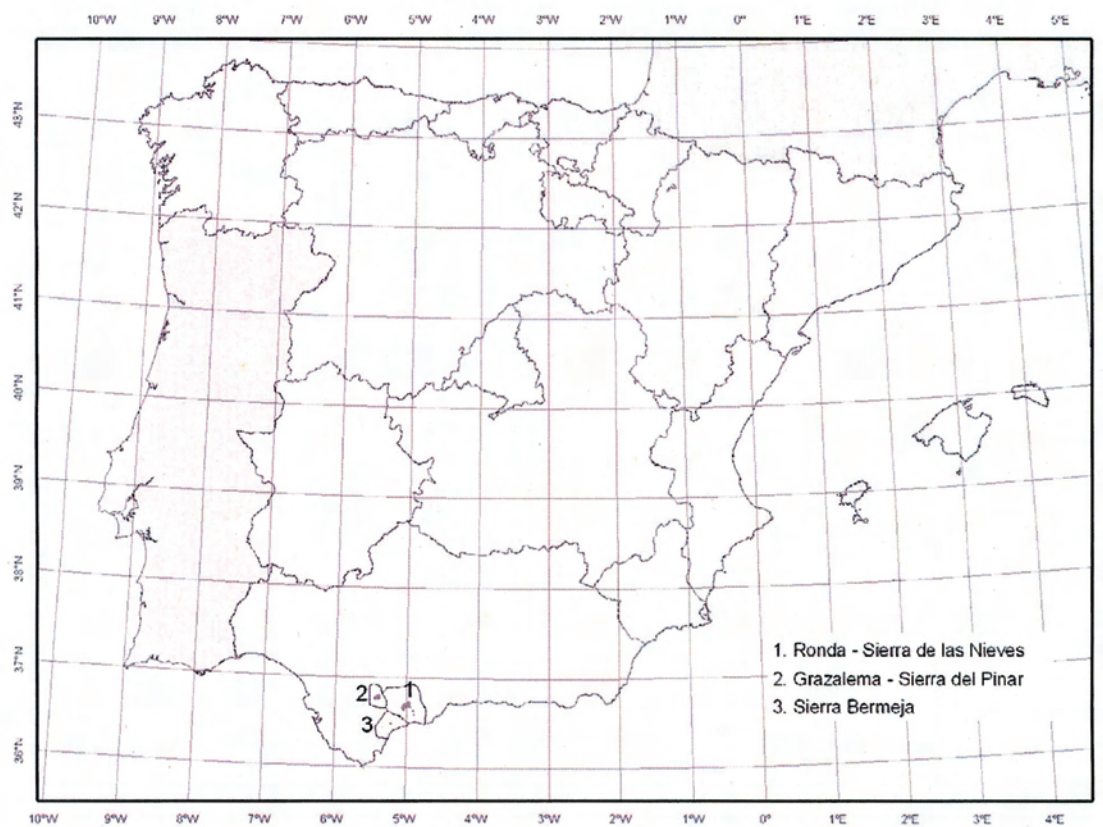 10°W 9°W 8°W 7°W 6°W 5°W 4°W 3°W 2°W 1°W 0° 1°E 2°E 3°E 4°E 5°E
43°N
42°N
41°N
40°N
39°N
38°N
37°N
36°N
1. Ronda - Sierra de las Nieves
2. Grazalema - Sierra del Pinar
3. Sierra Bermeja
2 1
3
10°W 9°W 8°W 7°W 6°W 5°W 4°W 3°W 2°W 1°W 0° 1°E 2°E 3°E 4°E